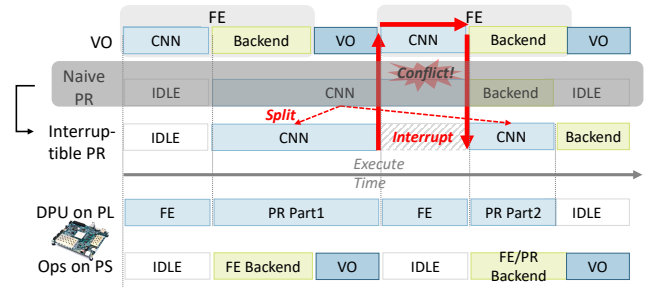 FE FE
VO CNN Backend VO CNN Backend VO
Conflict!
Naive
PR IDLE CNN Backend IDLE
Split
Interrup-
tible PR IDLE CNN Interrupt CNN Backend
Execute
Time
DPU on PL FE PR Part1 FE PR Part2 IDLE
Ops on PS IDLE FE Backend VO IDLE FE/PR
Backend VO